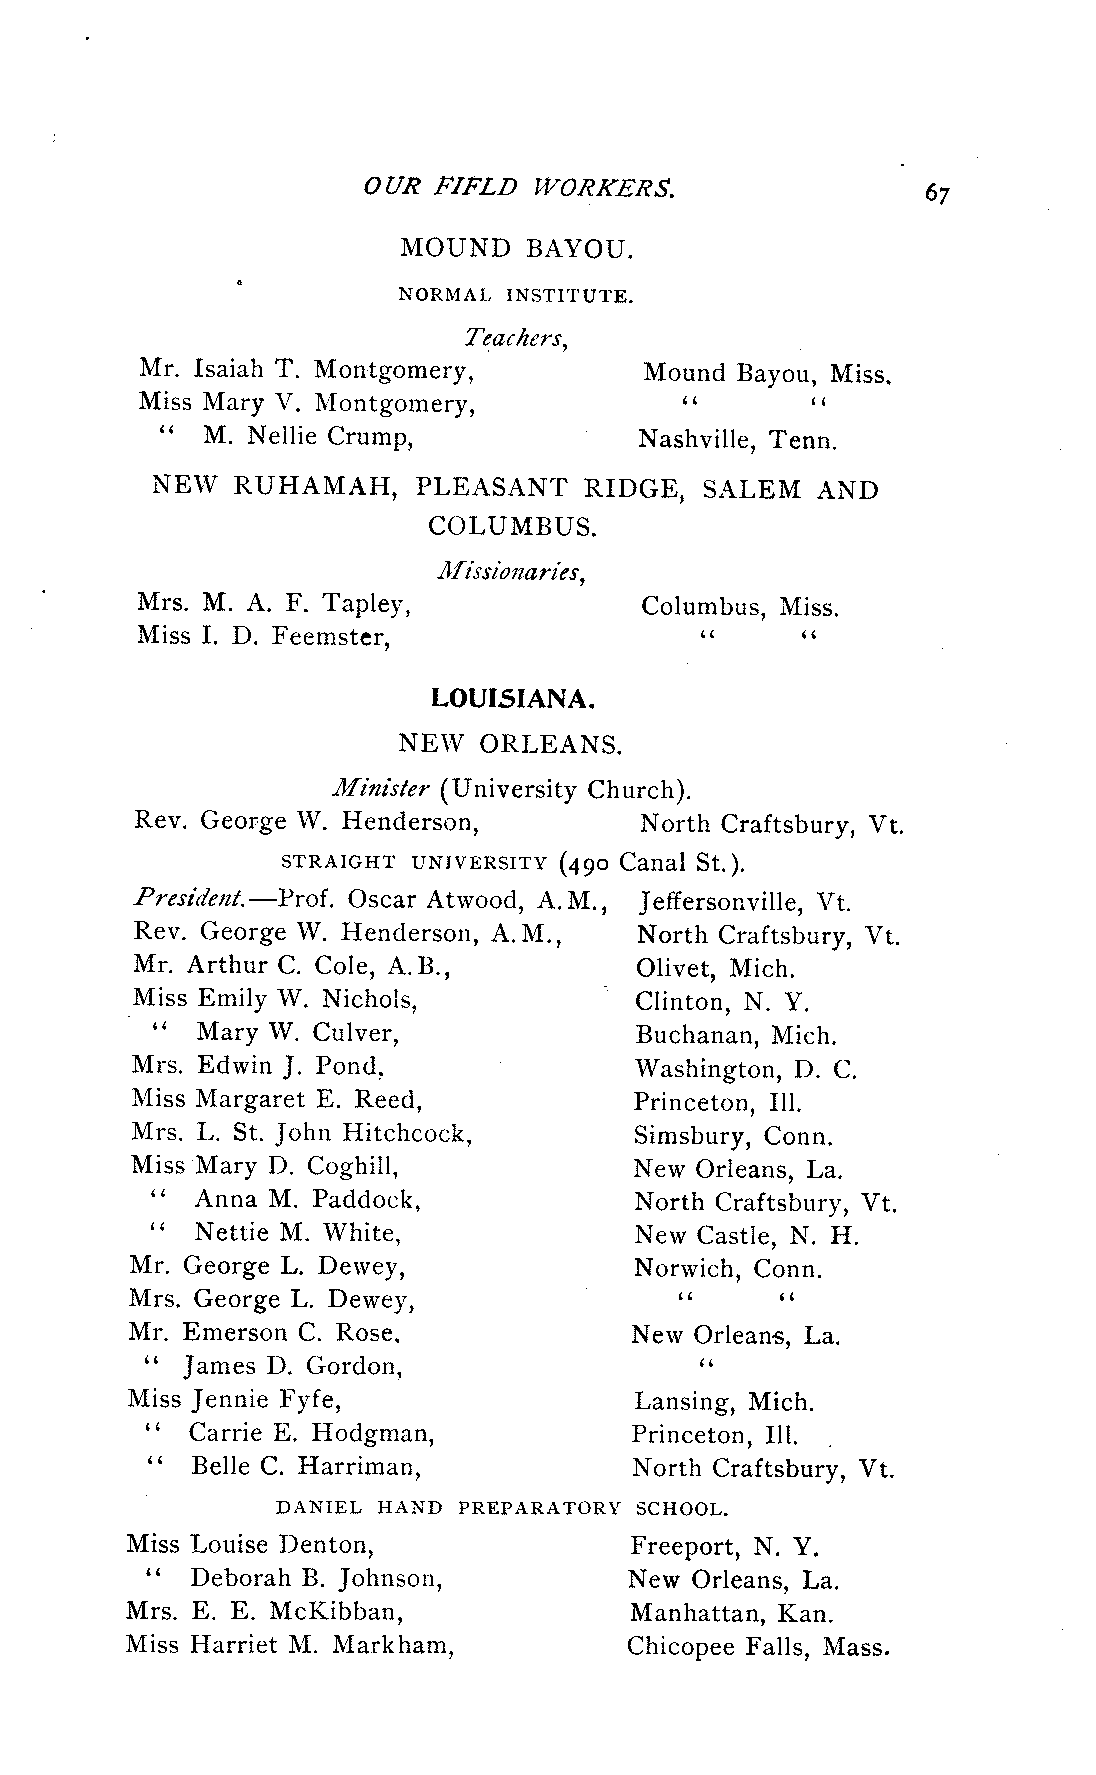 OUR FIELD WORKERS. 67
MOUND BAYOU.
NORMAL INSTITUTE.
Teachers,
Mr. Isaiah T. Montgomery, Mound Bayou, Miss.
Miss Mary V. Montgomery, “ “
“ M. Nellie Crump, Nashville, Tenn.
NEW RUHAMAH, PLEASANT RIDGE, SALEM AND
COLUMBUS.
Missionaries,
Mrs. M. A. F. Tapley, Columbus, Miss.
Miss I. D. Feemster, “ “
LOUISIANA.
NEW ORLEANS.
Minister (University Church).
Rev. George W. Henderson, North Craftsbury, Vt.
STRAIGHT UNIVERSITY (490 Canal St.).
President.—Prof. Oscar Atwood, A.M., Jeffersonville, Vt.
Rev. George W. Henderson, A.M., North Craftsbury, Vt.
Mr. Arthur C. Cole, A.B., Olivet, Mich.
Miss Emily W. Nichols, Clinton, N. Y.
“ Mary W. Culver, Buchanan, Mich.
Mrs. Edwin J. Pond, Washington, D. C.
Miss Margaret E. Reed, Princeton, Ill.
Mrs. L. St. John Hitchcock, Simsbury, Conn.
Miss Mary D. Coghill, New Orleans, La.
“ Anna M. Paddock, North Craftsbury, Vt.
“ Nettie M. White, New Castle, N. H.
Mr. George L. Dewey, Norwich, Conn.
Mrs. George L. Dewey, “ “
Mr. Emerson C. Rose, New Orleans, La.
“ James D. Gordon, “
Miss Jennie Fyfe, Lansing, Mich.
“ Carrie E. Hodgman, Princeton, Ill.
“ Belle C. Harriman, North Craftsbury, Vt.
DANIEL HAND PREPARATORY SCHOOL.
Miss Louise Denton, Freeport, N. Y.
“ Deborah B. Johnson, New Orleans, La.
Mrs. E. E. McKibban, Manhattan, Kan.
Miss Harriet M. Markham, Chicopee Falls, Mass.